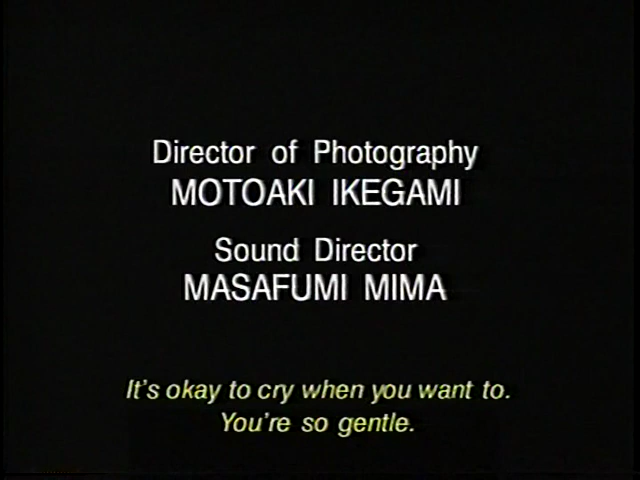 Director of Photography
MOTOAKI IKEGAMI
Sound Director
MASAFUMI MIMA
It's okay to cry when you want to.
You're so gentle.